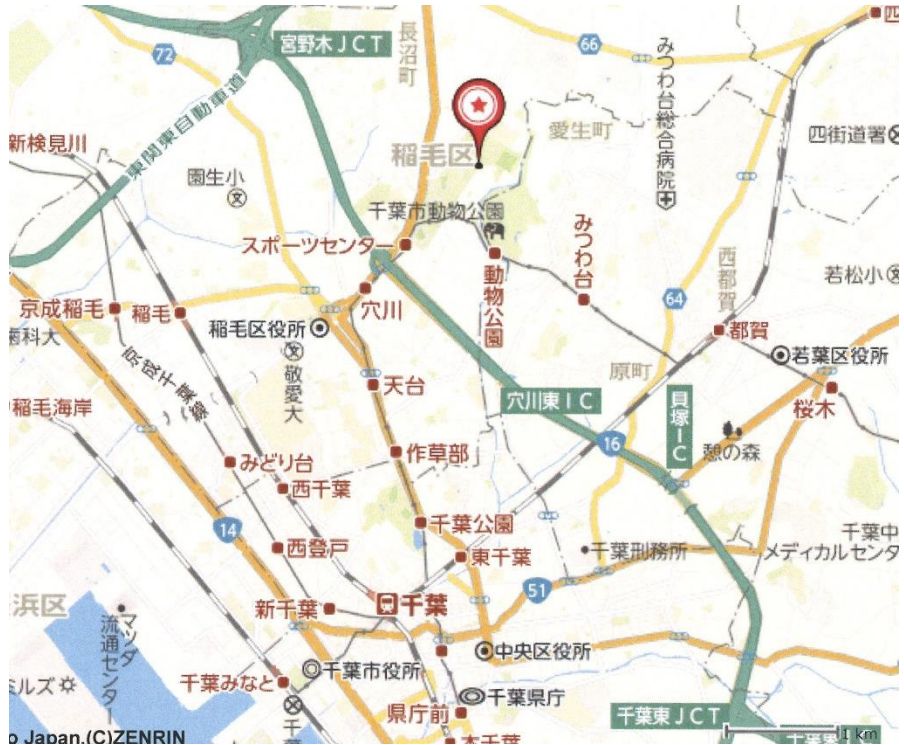 宮野木JCT
長沼町
66
72
みつわ台総合病院
四
東関東自動車道
新検見川
愛生町
四街道署
稲毛区
園生小
千葉市動物公園
スポーツセンター
みつわ台
西都賀
若松小
動物公園
64
京成稲毛
稲毛
穴川
歯科大
稲毛区役所
都賀
敬愛大
原町
若葉区役所
京成千葉線
天台
穴川東IC
貝塚IC
桜木
稲毛海岸
16
憩の森
作草部
みどり台
西千葉
14
千葉公園
千葉中
メディカルセンタ
西登戸
東千葉
千葉刑務所
51
浜区
マツダ
流通センター
新千葉
千葉
中央区役所
千葉市役所
ミルズ
千葉みなと
千葉県庁
県庁前
千葉東JCT
千
本千葉
1km
o Japan,(C)ZENRIN